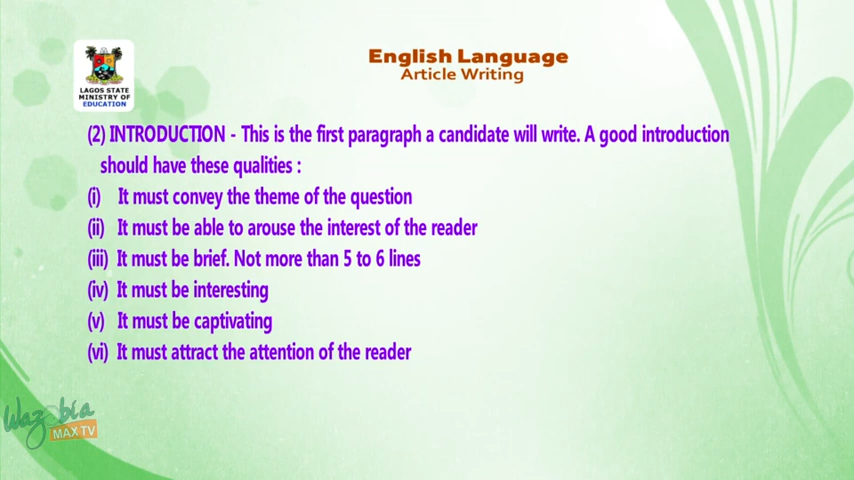 English Language
Article Writing
LAGOS STATE
MINISTRY OF
EDUCATION
(2) INTRODUCTION - This is the first paragraph a candidate will write. A good introduction
should have these qualities :
(i) It must convey the theme of the question
(ii) It must be able to arouse the interest of the reader
(iii) It must be brief. Not more than 5 to 6 lines
(iv) It must be interesting
(v) It must be captivating
(vi) It must attract the attention of the reader
Wazobia
MAX TV